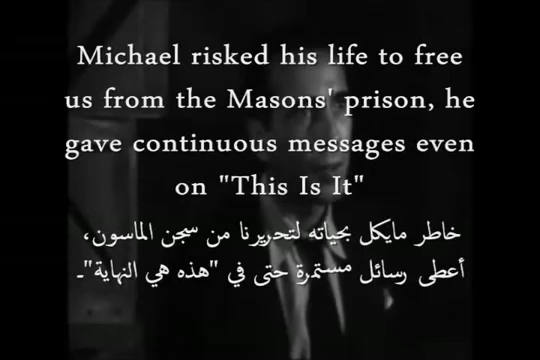 Michael risked his life to free
us from the Masons' prison, he
gave continuous messages even
on "This Is It"
خاطر مايكل بحياته لتحريرنا من سجن الماسون،
أعطى رسائل مستمرة حتى في "هذه هي النهاية"۔